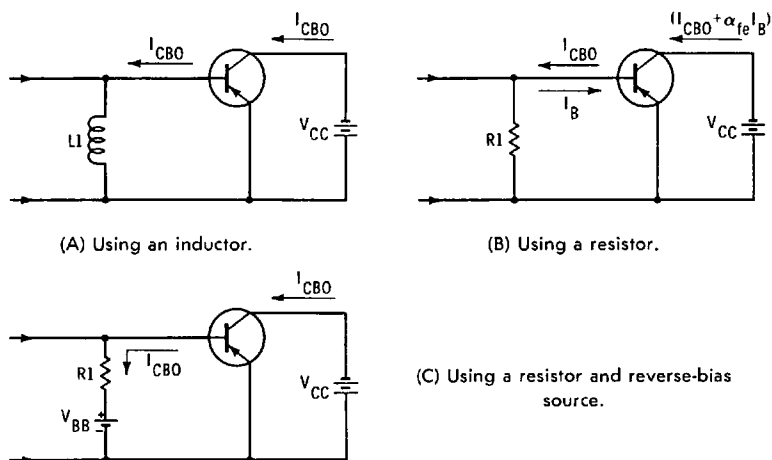 I_CBO
I_CBO
L1
V_CC
(A) Using an inductor.
(I_CBO + α_fe I_B)
I_CBO
I_B
R1
V_CC
(B) Using a resistor.
I_CBO
I_CBO
R1
V_BB
+
-
V_CC
(C) Using a resistor and reverse-bias
source.